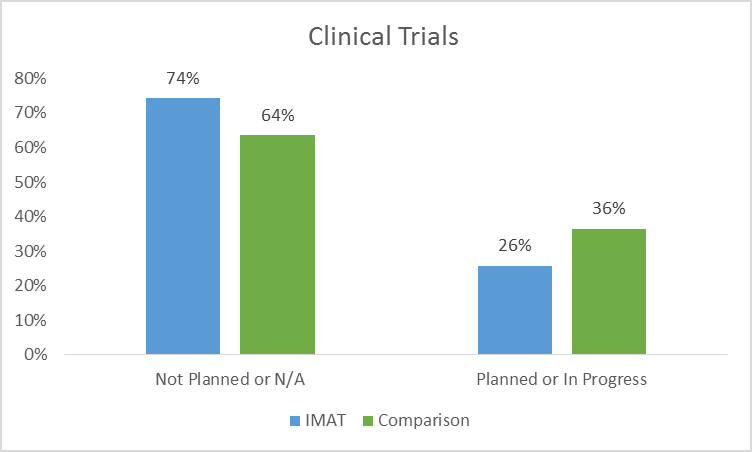 Clinical Trials
80%
70%
60%
50%
40%
30%
20%
10%
0%
74%
64%
26%
36%
Not Planned or N/A
Planned or In Progress
IMAT
Comparison